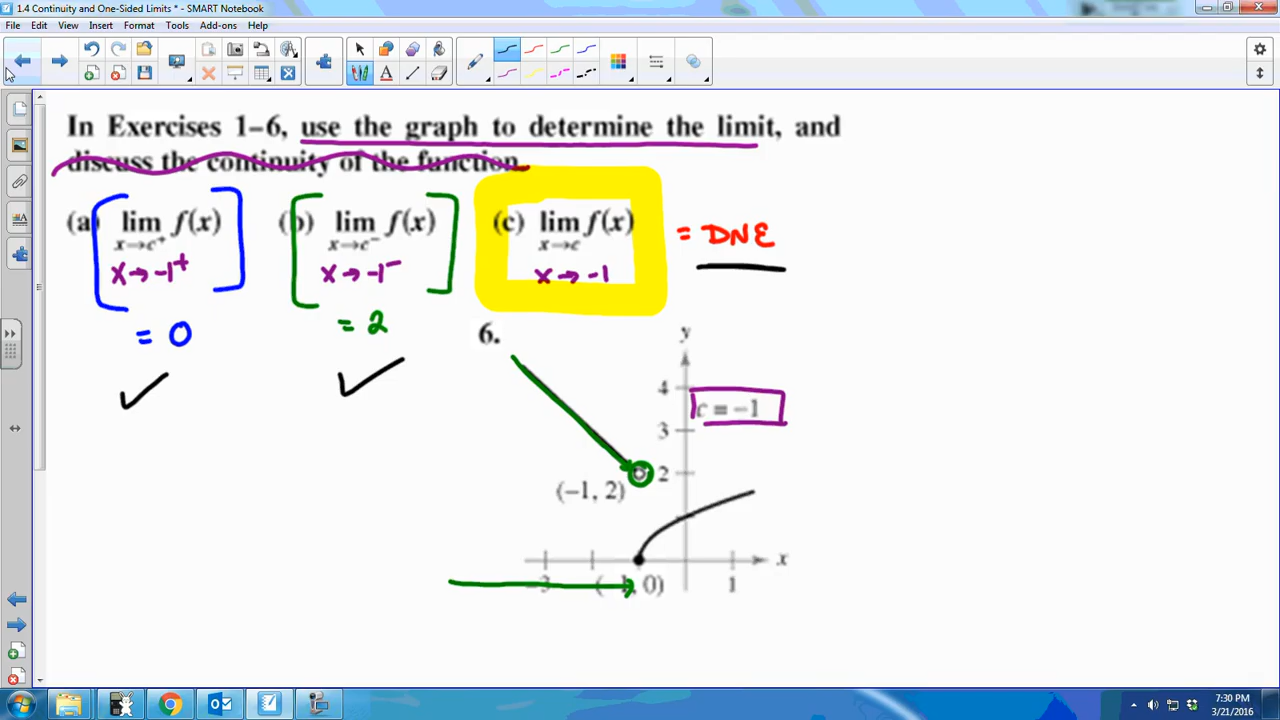 1.4 Continuity and One-Sided Limits * - SMART Notebook
File Edit View Insert Format Tools Add-ons Help
In Exercises 1–6, use the graph to determine the limit, and
discuss the continuity of the function.
(a) lim f(x) (b) lim f(x) (c) lim f(x) = DNE
x→c⁺ x→c⁻ x→c
x→-1⁺ x→-1⁻ x→-1
= 0 = 2
6.
y
4
c = −1
3
2
(−1, 2)
x
−3 (−1, 0) 1
7:30 PM
3/21/2016